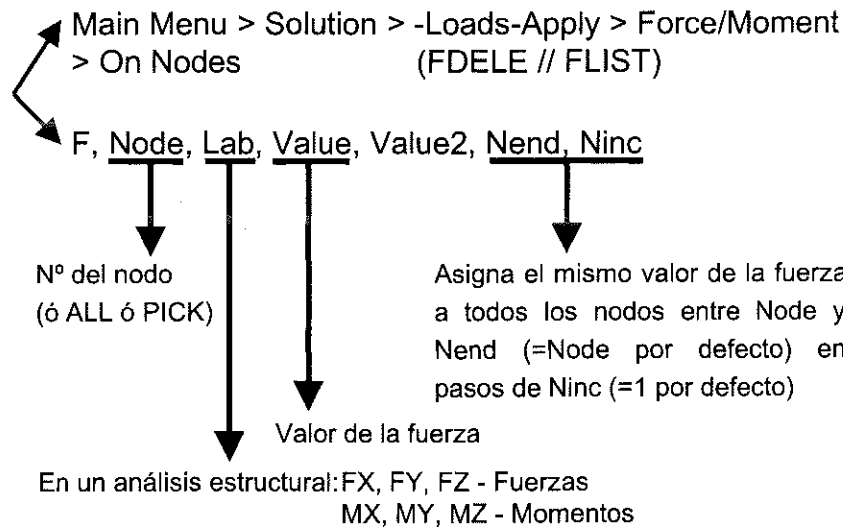 Main Menu > Solution > -Loads-Apply > Force/Moment
> On Nodes (FDELE // FLIST)
F, Node, Lab, Value, Value2, Nend, Ninc
Nº del nodo
(ó ALL ó PICK)
Asigna el mismo valor de la fuerza
a todos los nodos entre Node y
Nend (=Node por defecto) en
pasos de Ninc (=1 por defecto)
Valor de la fuerza
En un análisis estructural: FX, FY, FZ - Fuerzas
MX, MY, MZ - Momentos